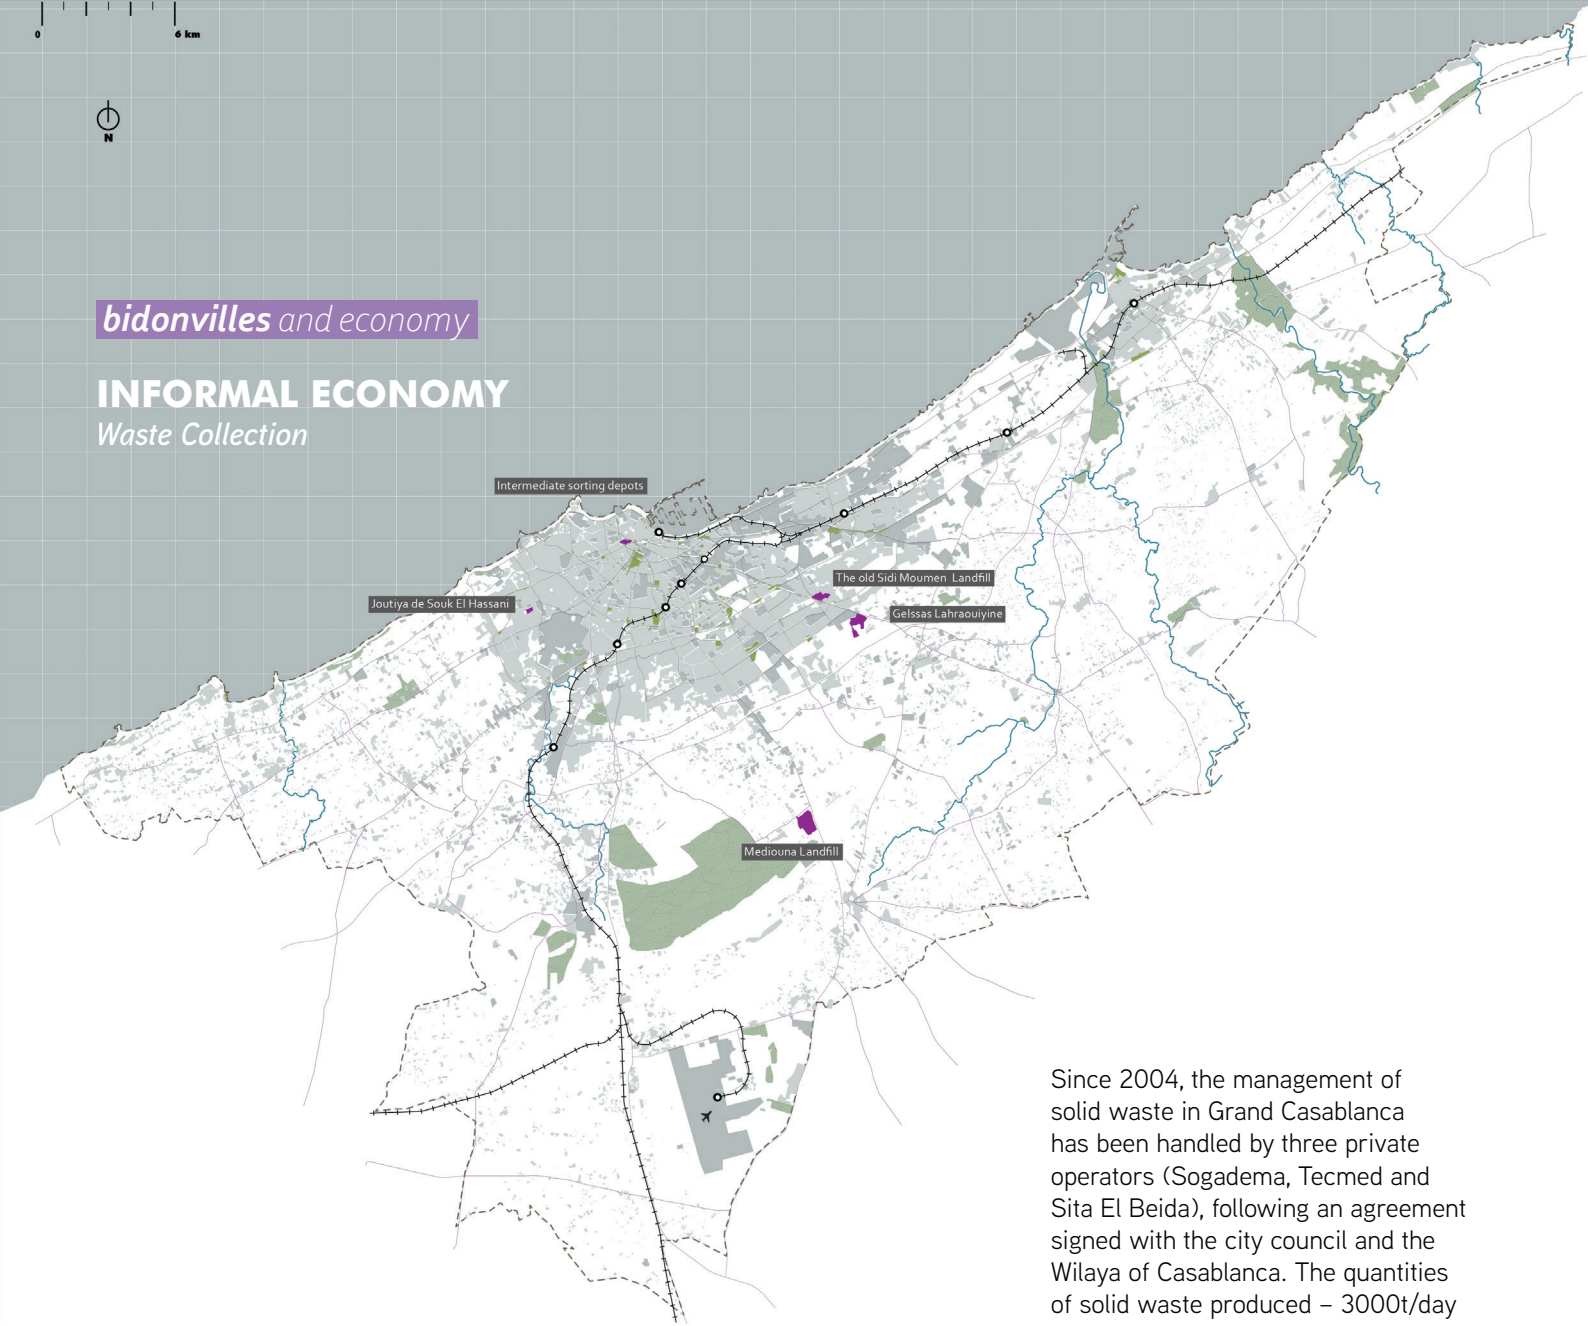 0 6 km
N
bidonvilles and economy
INFORMAL ECONOMY
Waste Collection
Intermediate sorting depots
The old Sidi Moumen Landfill
Joutiya de Souk El Hassani
Gelssas Lahraouiyine
Mediouna Landfill
Since 2004, the management of
solid waste in Grand Casablanca
has been handled by three private
operators (Sogadema, Tecmed and
Sita El Beida), following an agreement
signed with the city council and the
Wilaya of Casablanca. The quantities
of solid waste produced – 3000t/day